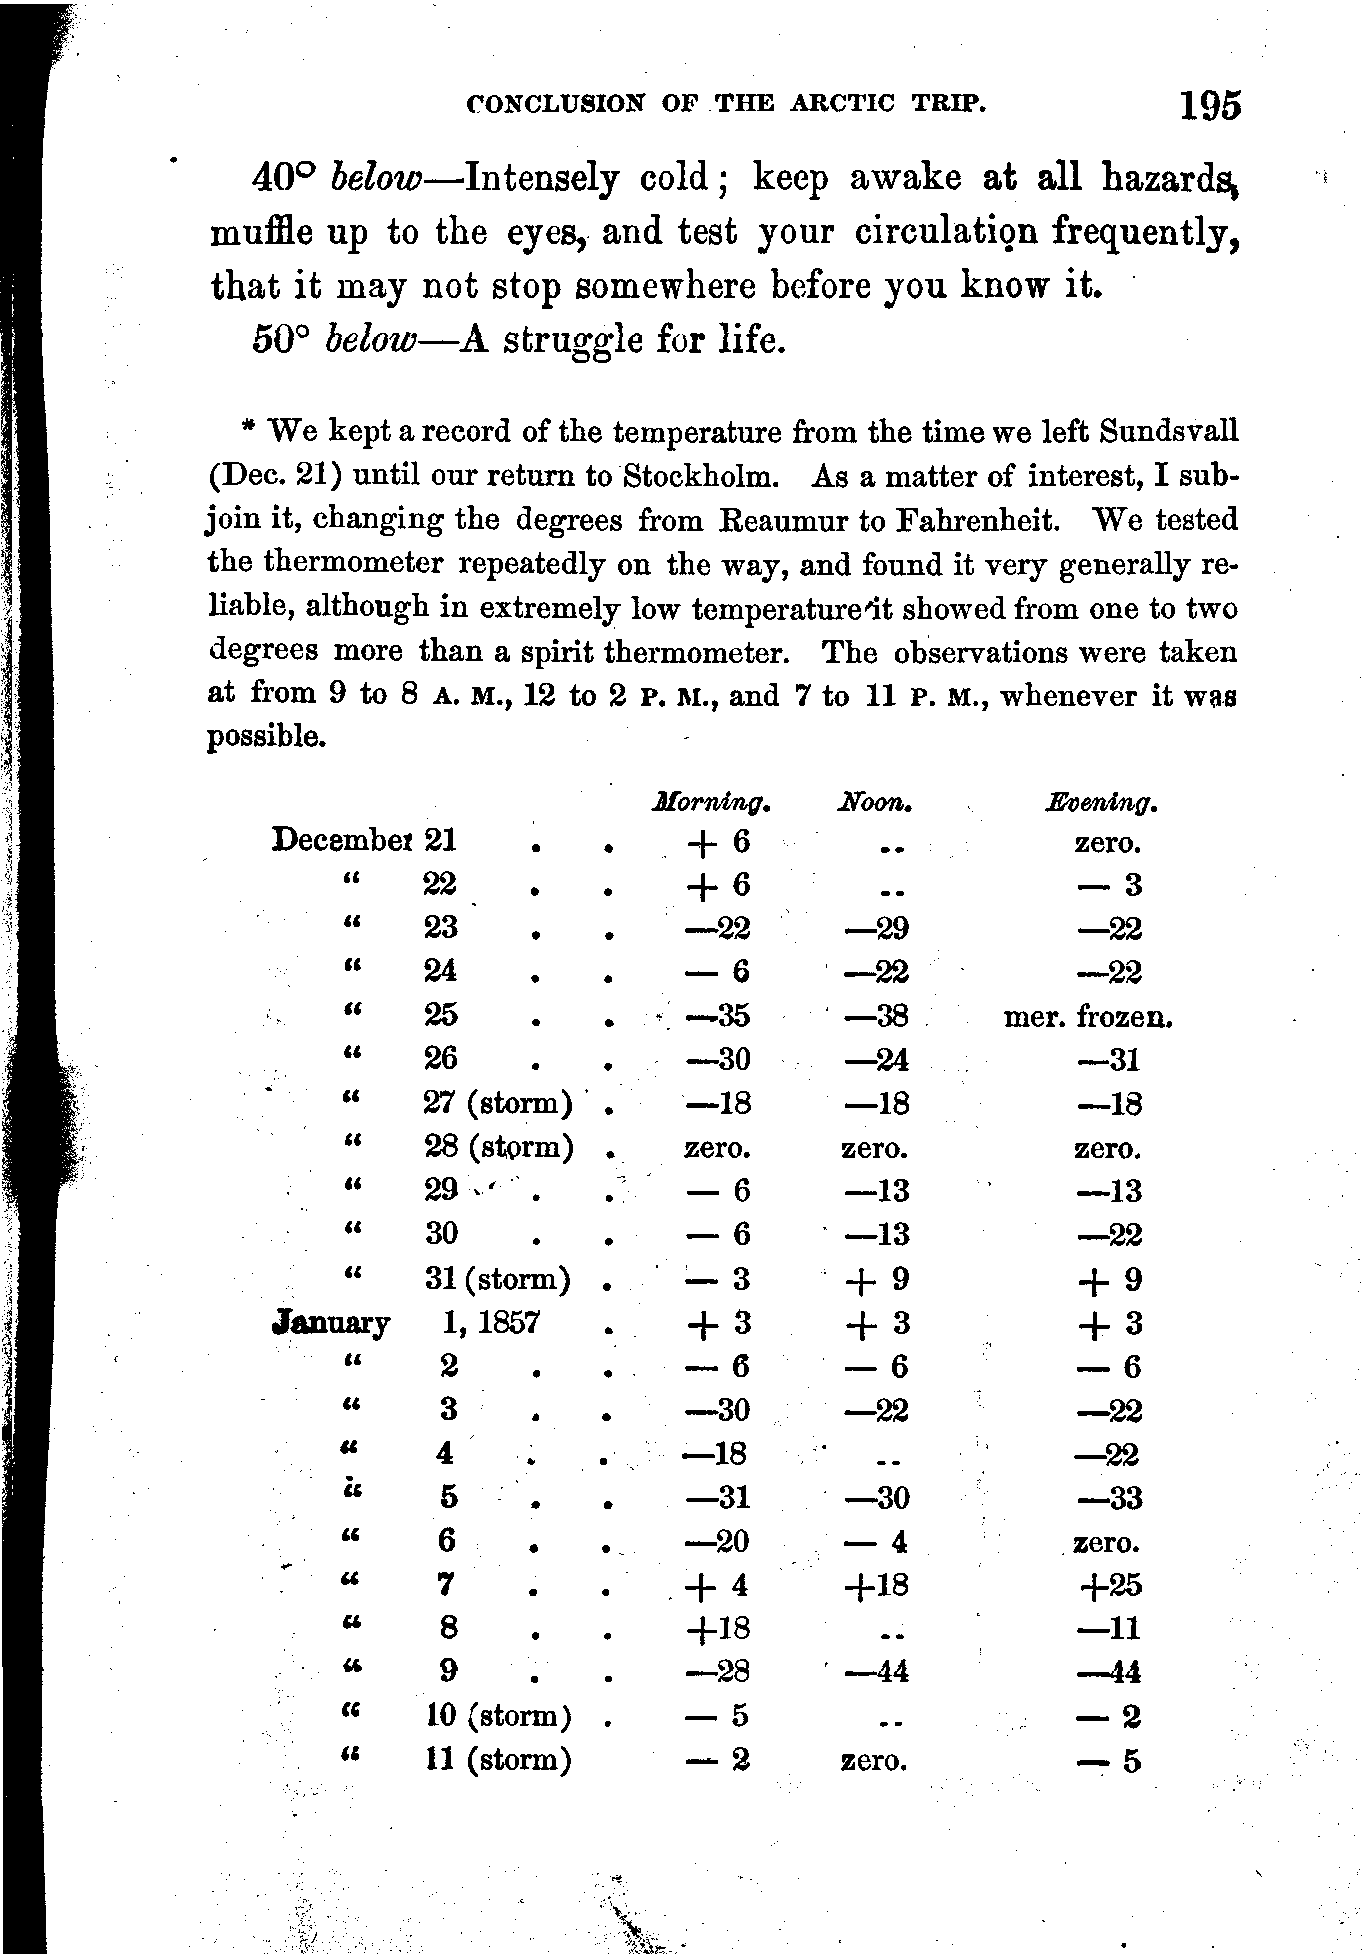 CONCLUSION OF THE ARCTIC TRIP. 195
40° below—Intensely cold; keep awake at all hazards,
muffle up to the eyes, and test your circulation frequently,
that it may not stop somewhere before you know it.
50° below—A struggle for life.
* We kept a record of the temperature from the time we left Sundsvall
(Dec. 21) until our return to Stockholm. As a matter of interest, I sub-
join it, changing the degrees from Reaumur to Fahrenheit. We tested
the thermometer repeatedly on the way, and found it very generally re-
liable, although in extremely low temperature it showed from one to two
degrees more than a spirit thermometer. The observations were taken
at from 9 to 8 A. M., 12 to 2 P. M., and 7 to 11 P. M., whenever it was
possible.
Morning. Noon. Evening.
December 21 . . + 6 .. zero.
“ 22 . . + 6 .. — 3
“ 23 . . —22 —29 —22
“ 24 . . — 6 —22 —22
“ 25 . . —35 —38 mer. frozen.
“ 26 . . —30 —24 —31
“ 27 (storm) . —18 —18 —18
“ 28 (storm) . zero. zero. zero.
“ 29 . . — 6 —13 —13
“ 30 . . — 6 —13 —22
“ 31 (storm) . — 3 + 9 + 9
January 1, 1857 . + 3 + 3 + 3
“ 2 . . — 6 — 6 — 6
“ 3 . . —30 —22 —22
“ 4 . . —18 .. —22
“ 5 . . —31 —30 —33
“ 6 . . —20 — 4 zero.
“ 7 . . + 4 +18 +25
“ 8 . . +18 .. —11
“ 9 . . —28 —44 —44
“ 10 (storm) . — 5 .. — 2
“ 11 (storm) — 2 zero. — 5